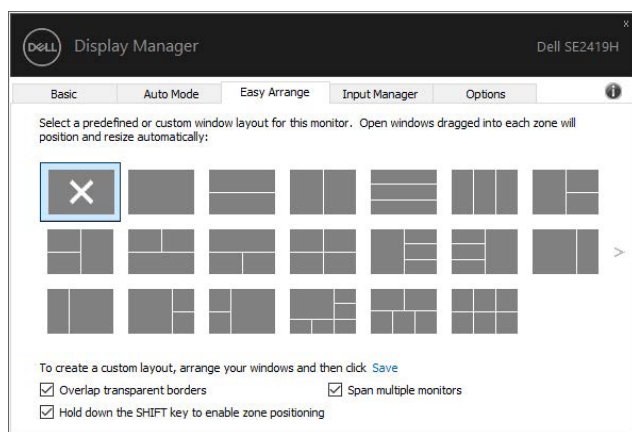 x
DELL Display Manager Dell SE2419H
Basic Auto Mode Easy Arrange Input Manager Options i
Select a predefined or custom window layout for this monitor. Open windows dragged into each zone will
position and resize automatically:
>
To create a custom layout, arrange your windows and then click Save
Overlap transparent borders Span multiple monitors
Hold down the SHIFT key to enable zone positioning